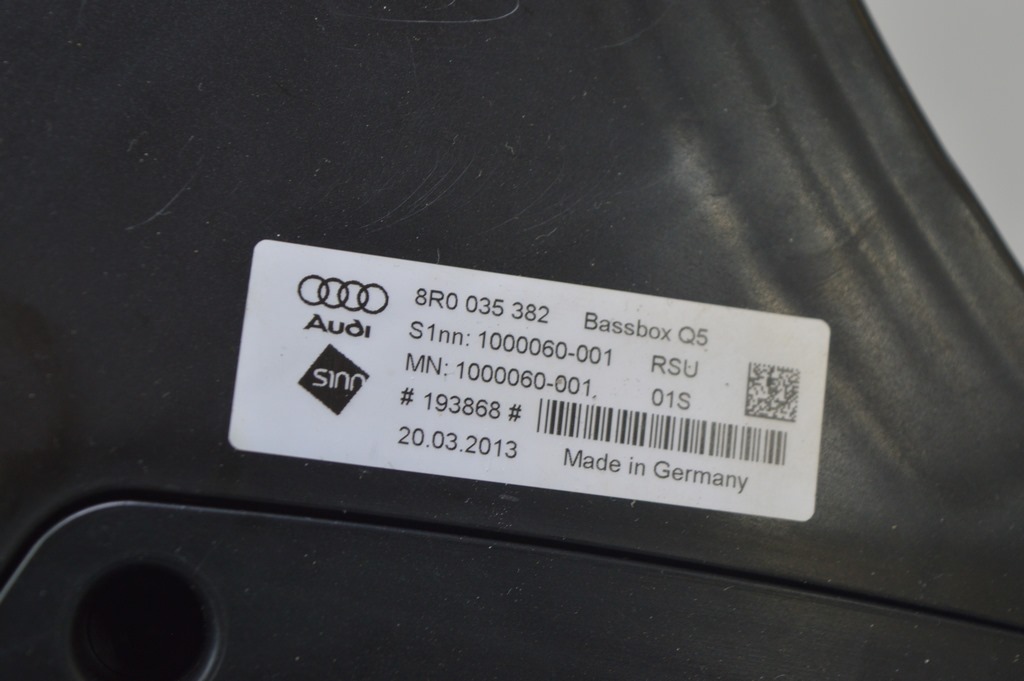 Audi
S1nn
8R0 035 382 Bassbox Q5
S1nn: 1000060-001 RSU
MN: 1000060-001 01S
# 193868 #
20.03.2013 Made in Germany